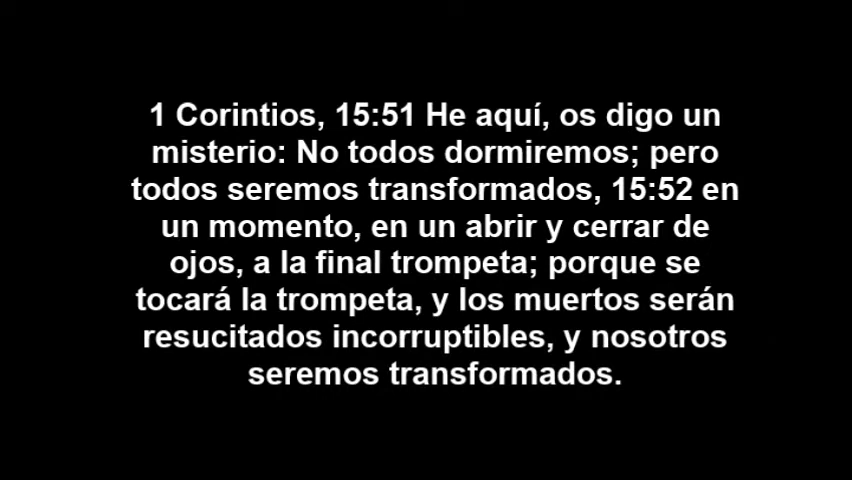 1 Corintios, 15:51 He aquí, os digo un
misterio: No todos dormiremos; pero
todos seremos transformados, 15:52 en
un momento, en un abrir y cerrar de
ojos, a la final trompeta; porque se
tocará la trompeta, y los muertos serán
resucitados incorruptibles, y nosotros
seremos transformados.